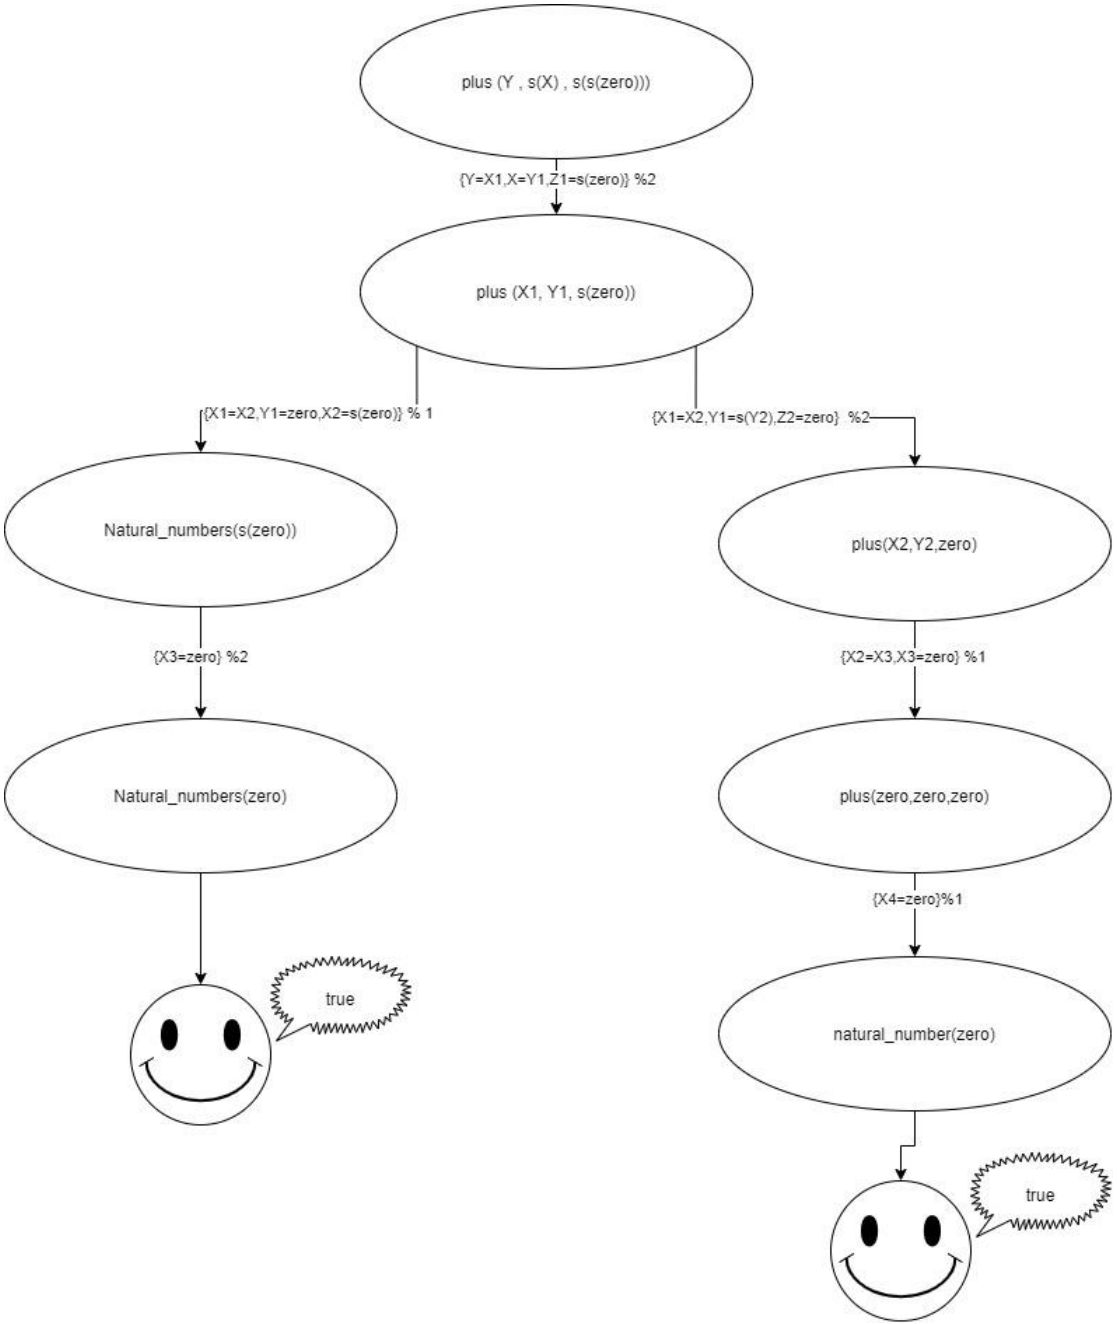 plus (Y , s(X) , s(s(zero)))
{Y=X1,X=Y1,Z1=s(zero)} %2
plus (X1, Y1, s(zero))
{X1=X2,Y1=zero,X2=s(zero)} % 1
{X1=X2,Y1=s(Y2),Z2=zero} %2
Natural_numbers(s(zero))
plus(X2,Y2,zero)
{X3=zero} %2
{X2=X3,X3=zero} %1
Natural_numbers(zero)
plus(zero,zero,zero)
{X4=zero}%1
true
natural_number(zero)
true